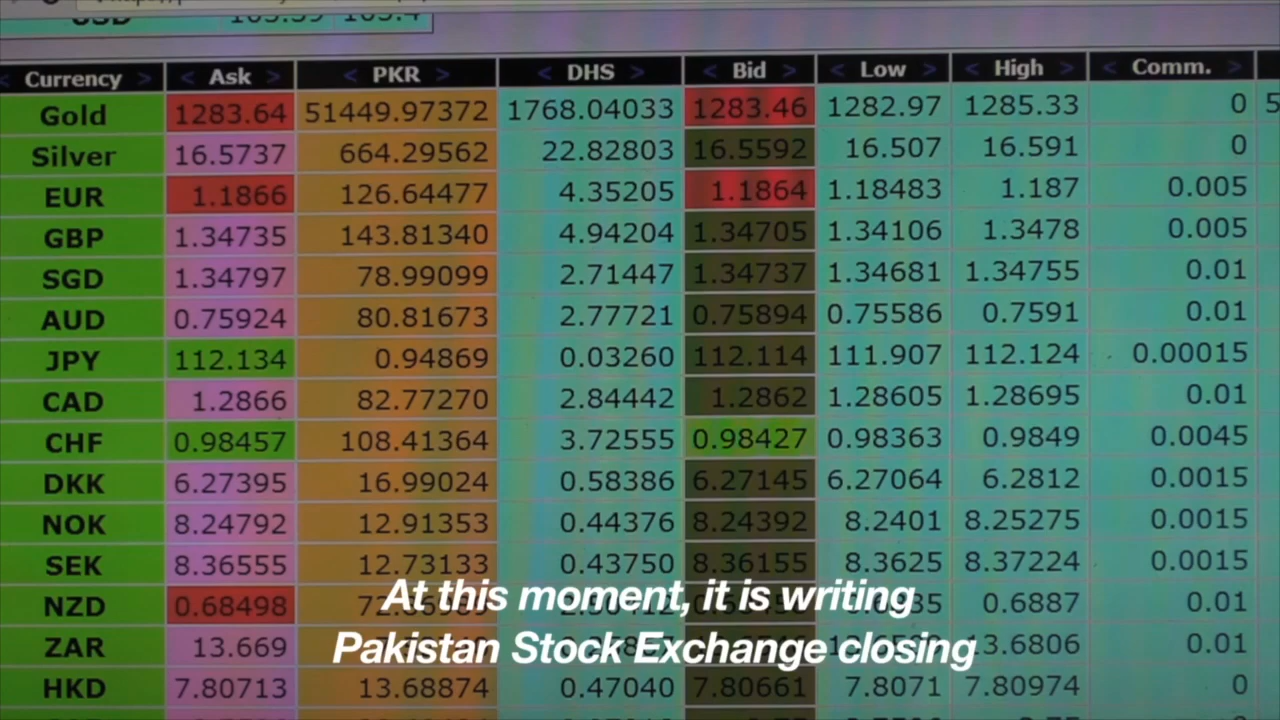 USD
Currency Ask PKR DHS Bid Low High Comm.
Gold 1283.64 51449.97372 1768.04033 1283.46 1282.97 1285.33 0 5
Silver 16.5737 664.29562 22.82803 16.5592 16.507 16.591 0
EUR 1.1866 126.64477 4.35205 1.1864 1.18483 1.187 0.005
GBP 1.34735 143.81340 4.94204 1.34705 1.34106 1.3478 0.005
SGD 1.34797 78.99099 2.71447 1.34737 1.34681 1.34755 0.01
AUD 0.75924 80.81673 2.77721 0.75894 0.75586 0.7591 0.01
JPY 112.134 0.94869 0.03260 112.114 111.907 112.124 0.00015
CAD 1.2866 82.77270 2.84442 1.2862 1.28605 1.28695 0.01
CHF 0.98457 108.41364 3.72555 0.98427 0.98363 0.9849 0.0045
DKK 6.27395 16.99024 0.58386 6.27145 6.27064 6.2812 0.0015
NOK 8.24792 12.91353 0.44376 8.24392 8.2401 8.25275 0.0015
SEK 8.36555 12.73133 0.43750 8.36155 8.3625 8.37224 0.0015
NZD 0.68498 0.6887 0.01
ZAR 13.669 13.6806 0.01
HKD 7.80713 13.68874 0.47040 7.80661 7.8071 7.80974 0
At this moment, it is writing
Pakistan Stock Exchange closing